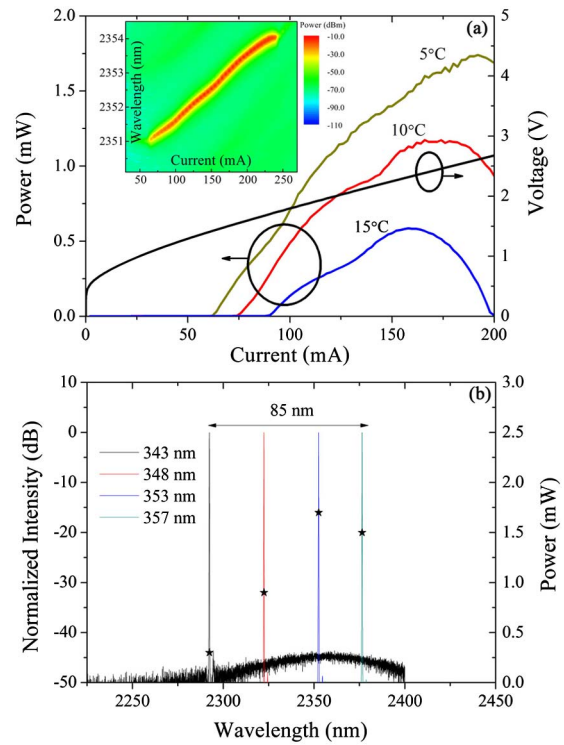 (a)
2.0
1.5
1.0
0.5
0.0
Power (mW)
5
4
3
2
1
0
Voltage (V)
0
50
100
150
200
Current (mA)
5°C
10°C
15°C
2354
2353
2352
2351
Wavelength (nm)
50
100
150
200
250
Current (mA)
Power (dBm)
-10.0
-30.0
-50.0
-70.0
-90.0
-110
(b)
10
0
-10
-20
-30
-40
-50
Normalized Intensity (dB)
3.0
2.5
2.0
1.5
1.0
0.5
0.0
Power (mW)
85 nm
343 nm
348 nm
353 nm
357 nm
2250
2300
2350
2400
2450
Wavelength (nm)